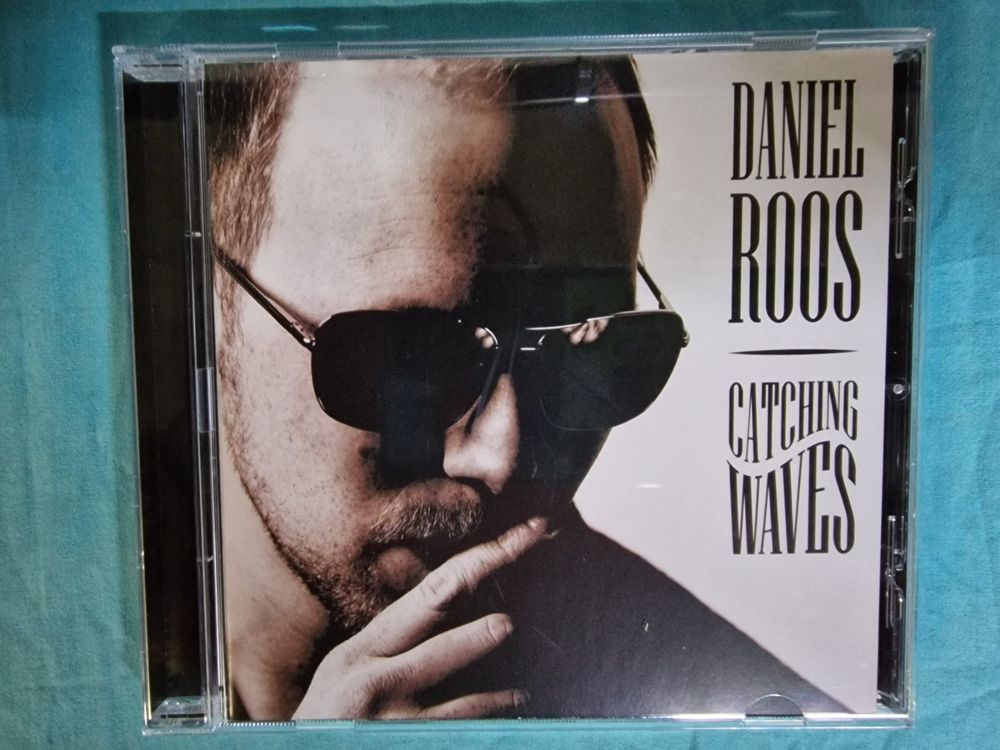 DANIEL
ROOS
CATCHING
WAVES